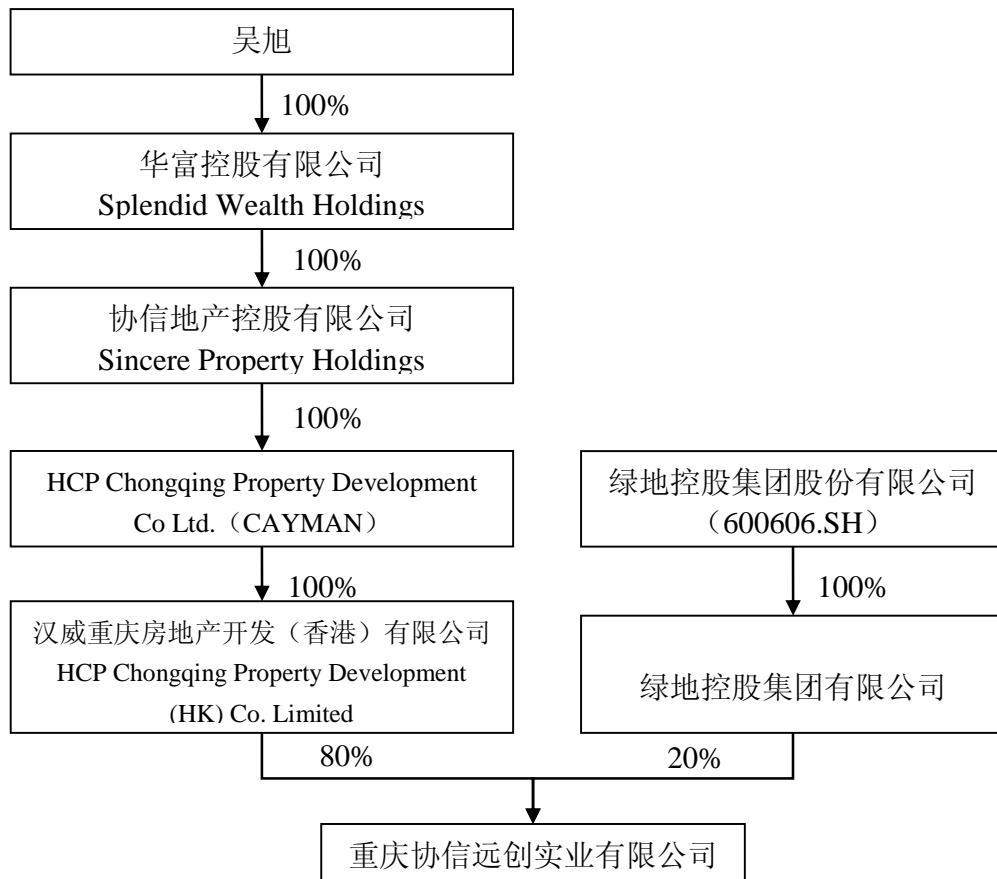 吴旭
100%
华富控股有限公司
Splendid Wealth Holdings
100%
协信地产控股有限公司
Sincere Property Holdings
100%
HCP Chongqing Property Development
Co Ltd.（CAYMAN）
绿地控股集团股份有限公司
（600606.SH）
100%
100%
汉威重庆房地产开发（香港）有限公司
HCP Chongqing Property Development
(HK) Co. Limited
绿地控股集团有限公司
80%
20%
重庆协信远创实业有限公司